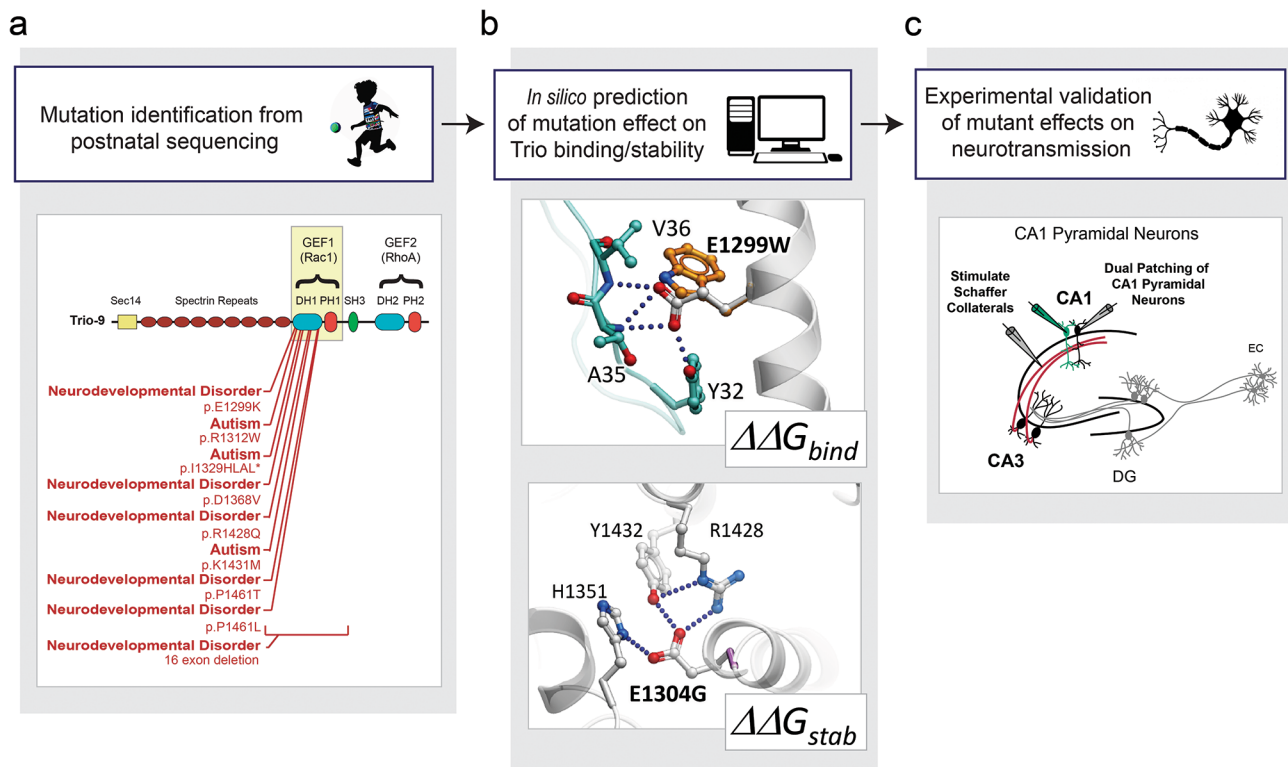 a
Mutation identification from
postnatal sequencing
GEF1
(Rac1)
GEF2
(RhoA)
Sec14
Spectrin Repeats
DH1
PH1
SH3
DH2
PH2
Trio-9
Neurodevelopmental Disorder
p.E1299K
Autism
p.R1312W
Autism
p.I1329HLAL*
Neurodevelopmental Disorder
p.D1368V
Neurodevelopmental Disorder
p.R1428Q
Autism
p.K1431M
Neurodevelopmental Disorder
p.P1461T
Neurodevelopmental Disorder
p.P1461L
Neurodevelopmental Disorder
16 exon deletion
b
In silico prediction
of mutation effect on
Trio binding/stability
V36
E1299W
A35
Y32
ΔΔG bind
Y1432
R1428
H1351
E1304G
ΔΔG stab
c
Experimental validation
of mutant effects on
neurotransmission
CA1 Pyramidal Neurons
Stimulate
Schaffer
Collaterals
CA1
Dual Patching of
CA1 Pyramidal
Neurons
EC
CA3
DG